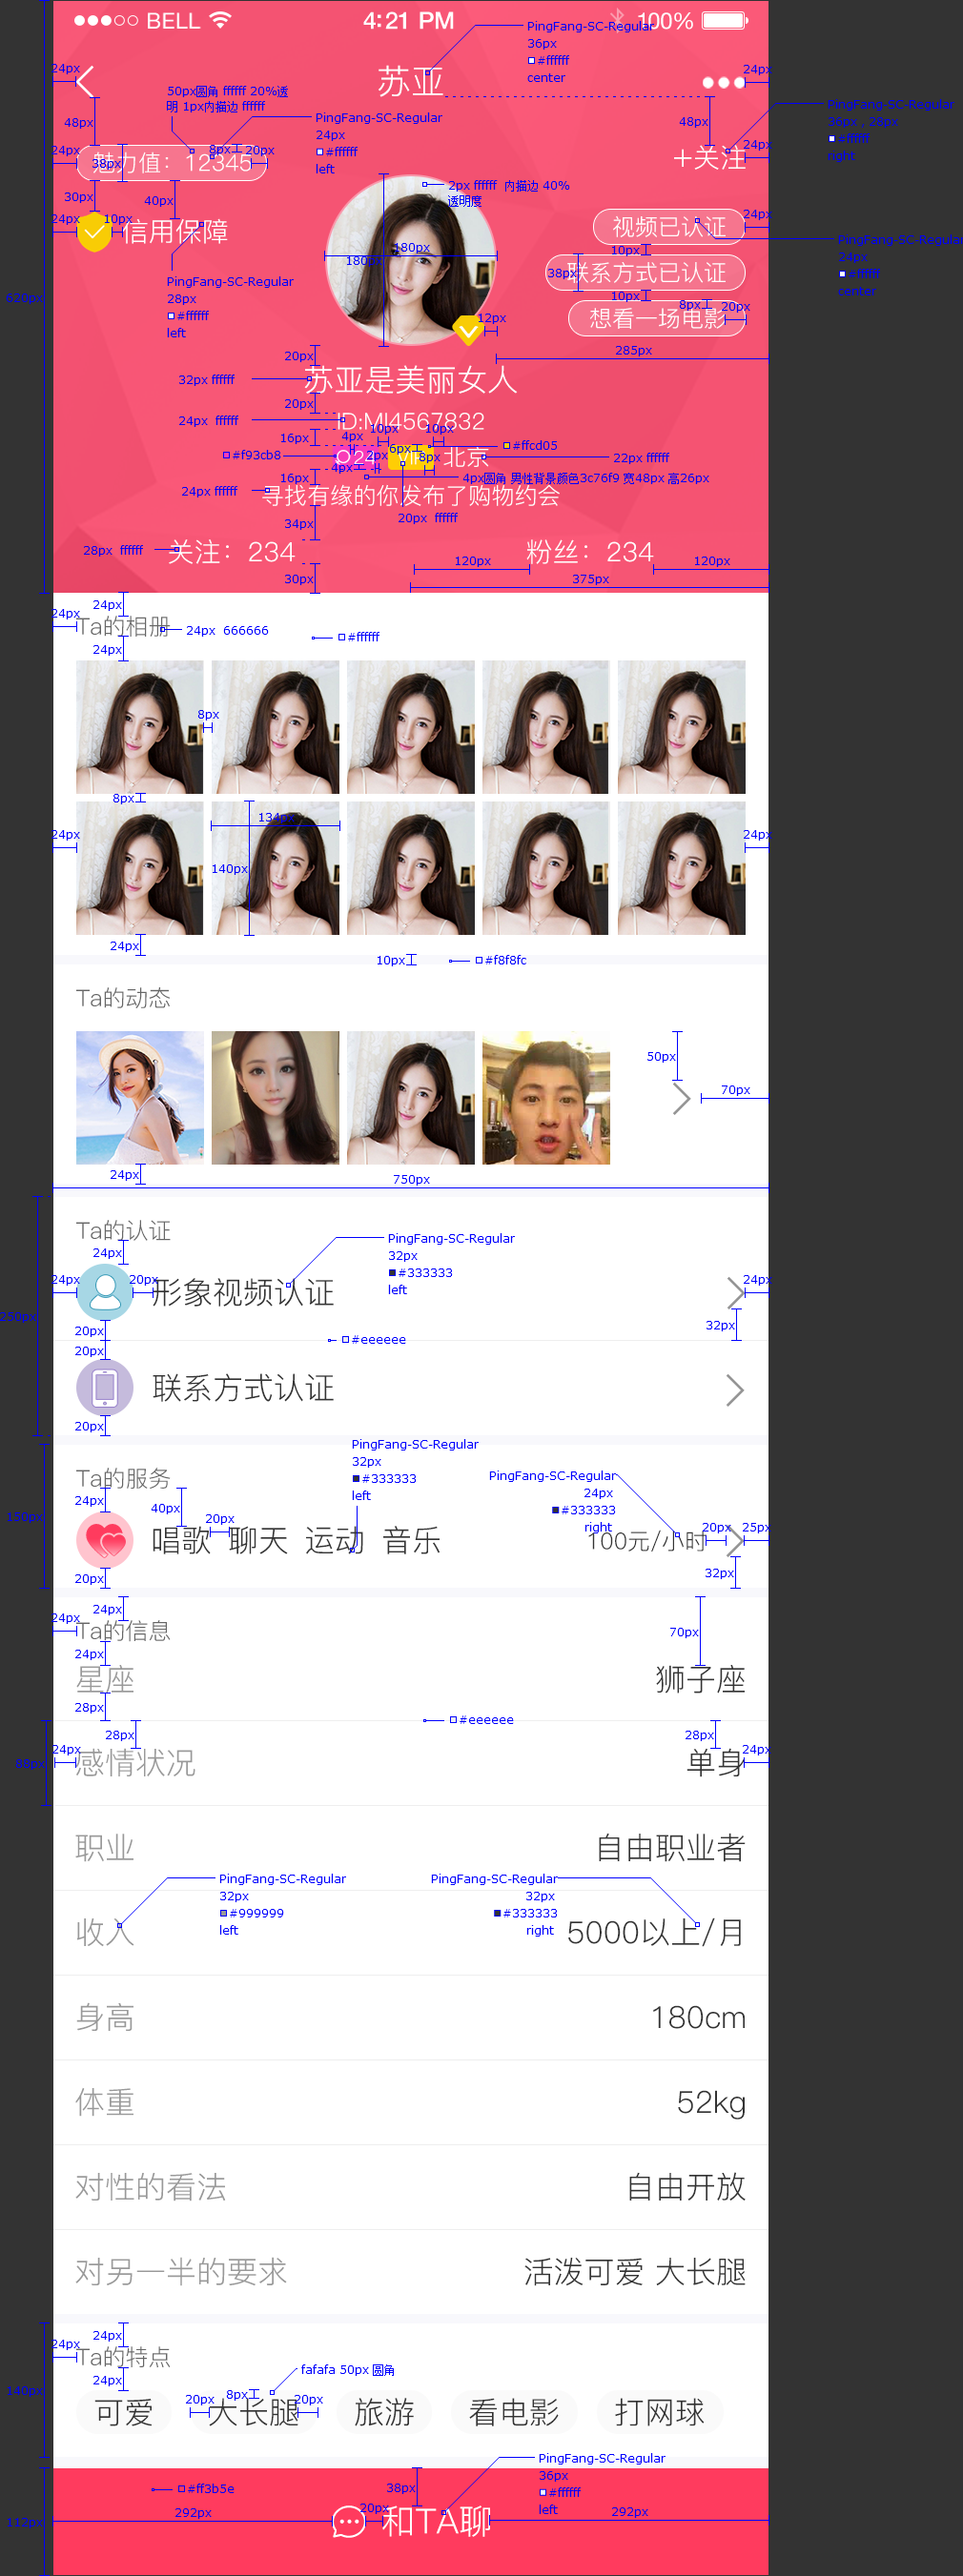 BELL 4:21 PM 100%
PingFang-SC-Regular
36px
#ffffff
center
24px
苏亚
24px
50px圆角 ffffff 20%透
明 1px内描边 ffffff
48px
PingFang-SC-Regular
24px
#ffffff
left
48px
PingFang-SC-Regular
36px , 28px
#ffffff
right
24px
+关注
24px
魅力值：12345
38px
8px
20px
30px
40px
2px ffffff 内描边 40%
透明度
24px
10px
信用保障
视频已认证
24px
PingFang-SC-Regular
24px
#ffffff
center
180px
180px
10px
38px
联系方式已认证
10px
8px
20px
想看一场电影
620px
PingFang-SC-Regular
28px
#ffffff
left
12px
285px
20px
32px ffffff
苏亚是美丽女人
20px
24px ffffff
ID:MI4567832
16px
4px
10px
10px
6px
#ffcd05
#f93cb8
2px
8px
北京
22px ffffff
4px
16px
4px圆角 男性背景颜色3c76f9 宽48px 高26px
24px ffffff
寻找有缘的你发布了购物约会
20px ffffff
34px
28px ffffff
关注：234
粉丝：234
30px
120px
120px
375px
24px
24px
Ta的相册
24px 666666
#ffffff
24px
8px
8px
134px
24px
24px
140px
24px
10px
#f8f8fc
Ta的动态
50px
70px
24px
750px
Ta的认证
24px
PingFang-SC-Regular
32px
#333333
left
24px
20px
形象视频认证
24px
250px
32px
20px
#eeeeee
20px
联系方式认证
20px
PingFang-SC-Regular
32px
#333333
left
Ta的服务
PingFang-SC-Regular
24px
#333333
right
24px
40px
20px
150px
唱歌 聊天 运动 音乐
100元/小时
20px
25px
20px
32px
24px
24px
Ta的信息
70px
24px
星座
狮子座
28px
#eeeeee
28px
28px
88px
24px
感情状况
单身
24px
职业
自由职业者
PingFang-SC-Regular
32px
#999999
left
PingFang-SC-Regular
32px
#333333
right
收入
5000以上/月
身高
180cm
体重
52kg
对性的看法
自由开放
对另一半的要求
活泼可爱 大长腿
24px
24px
Ta的特点
24px
fafafa 50px 圆角
140px
20px
8px
20px
可爱 大长腿 旅游 看电影 打网球
PingFang-SC-Regular
36px
#ffffff
left
#ff3b5e
38px
112px
292px
20px
和TA聊
292px